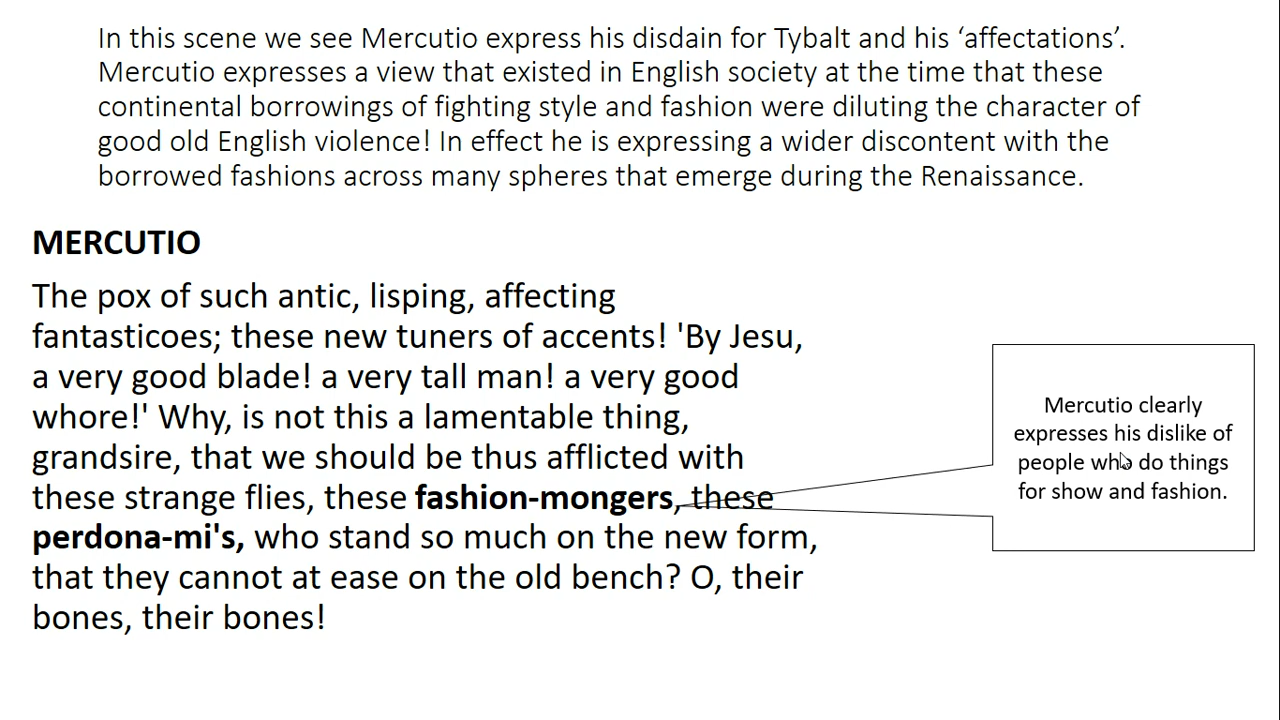 In this scene we see Mercutio express his disdain for Tybalt and his ‘affectations’.
Mercutio expresses a view that existed in English society at the time that these
continental borrowings of fighting style and fashion were diluting the character of
good old English violence! In effect he is expressing a wider discontent with the
borrowed fashions across many spheres that emerge during the Renaissance.
MERCUTIO
The pox of such antic, lisping, affecting
fantasticoes; these new tuners of accents! 'By Jesu,
a very good blade! a very tall man! a very good
whore!' Why, is not this a lamentable thing,
grandsire, that we should be thus afflicted with
these strange flies, these fashion-mongers, these
perdona-mi's, who stand so much on the new form,
that they cannot at ease on the old bench? O, their
bones, their bones!
Mercutio clearly
expresses his dislike of
people who do things
for show and fashion.